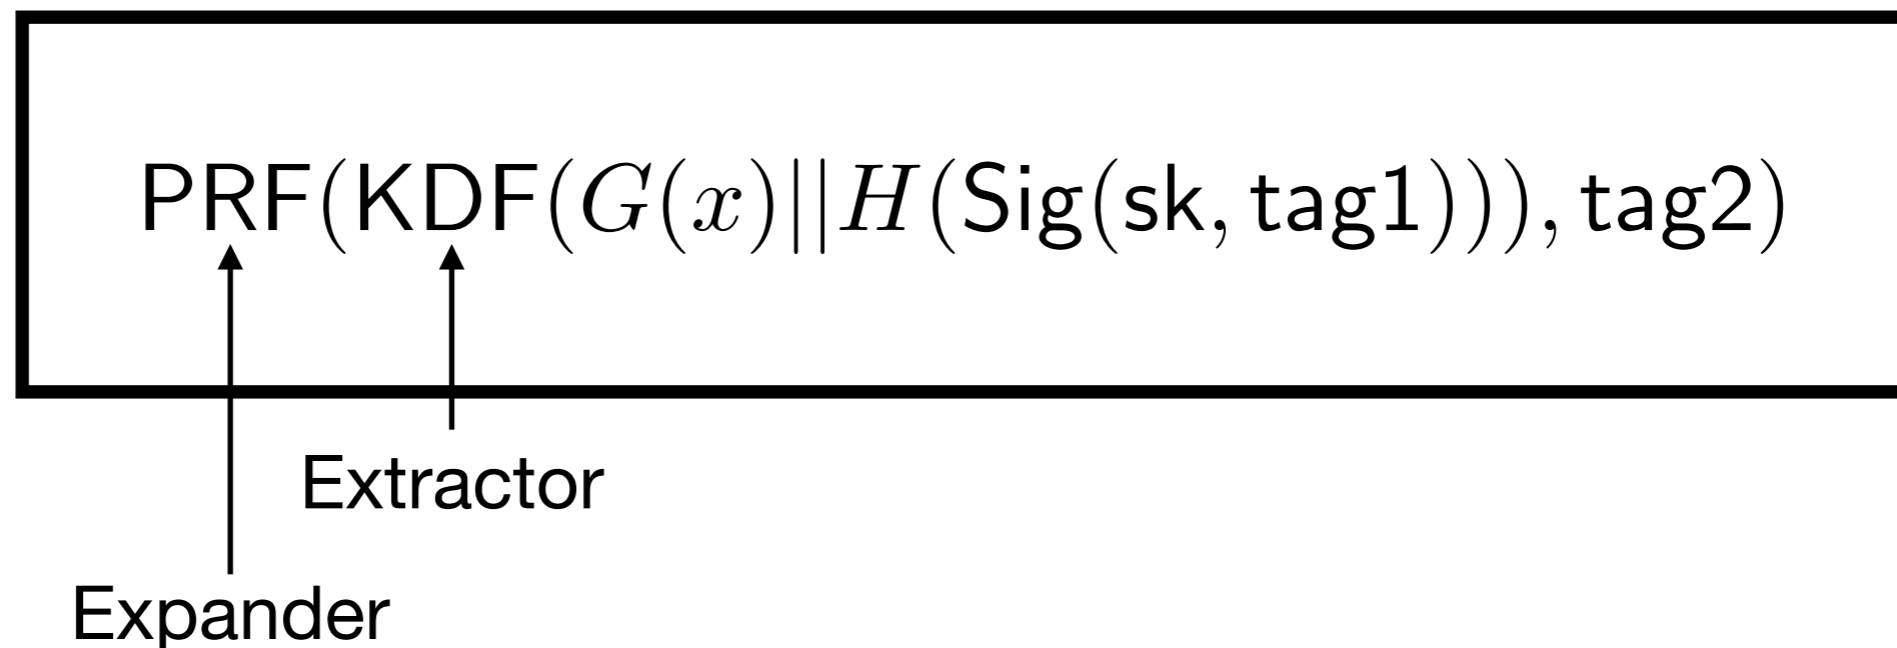 PRF(KDF(G(x)||H(Sig(sk, tag1))), tag2)
Extractor
Expander